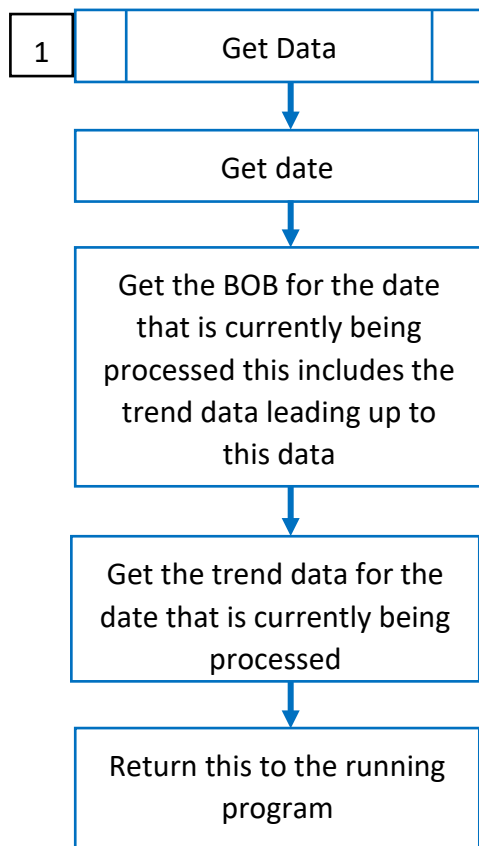 1
Get Data
Get date
Get the BOB for the date
that is currently being
processed this includes the
trend data leading up to
this data
Get the trend data for the
date that is currently being
processed
Return this to the running
program